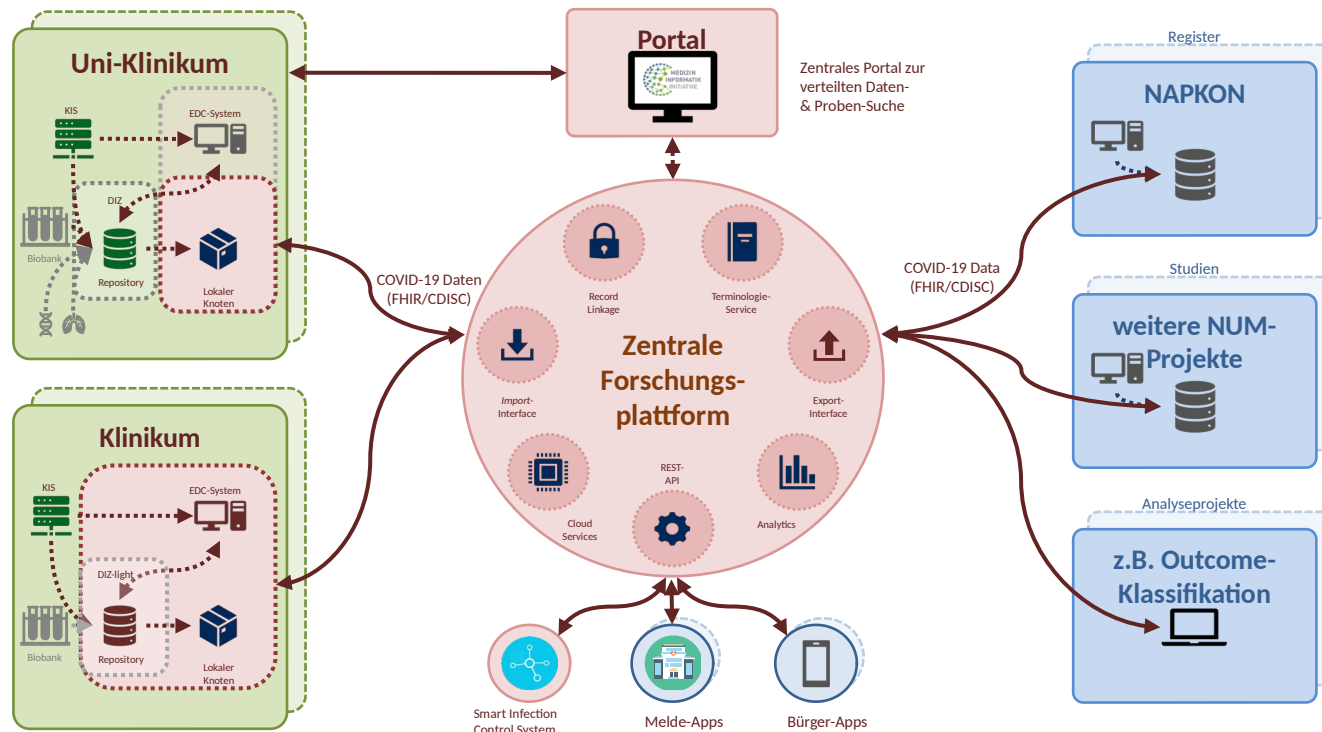 Uni-Klinikum
KIS
EDC-System
DIZ
Biobank
Repository
Lokaler
Knoten
Klinikum
KIS
EDC-System
DIZ-light
Biobank
Repository
Lokaler
Knoten
COVID-19 Daten
(FHIR/CDISC)
Portal
MEDIZIN
INFORMATIK
INITIATIVE
Zentrales Portal zur
verteilten Daten-
& Proben-Suche
Record
Linkage
Terminologie-
Service
Import-
Interface
Zentrale
Forschungs-
plattform
Export-
Interface
Cloud
Services
REST-
API
Analytics
Smart Infection
Control System
Melde-Apps
Bürger-Apps
COVID-19 Data
(FHIR/CDISC)
Register
NAPKON
Studien
weitere NUM-
Projekte
Analyseprojekte
z.B. Outcome-
Klassifikation